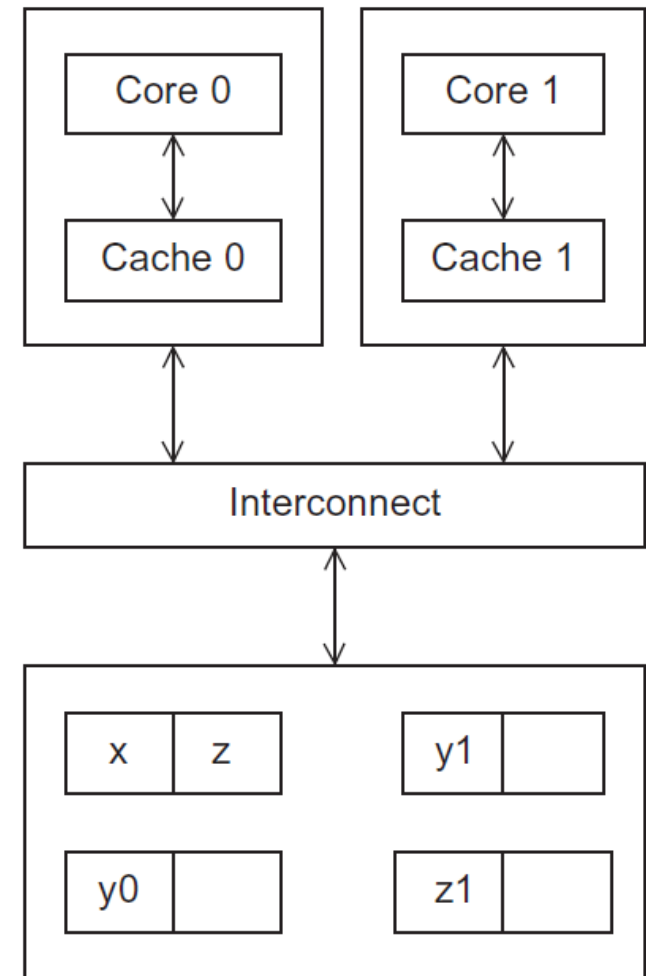 Core 0
Core 1
Cache 0
Cache 1
Interconnect
x z
y1
y0
z1